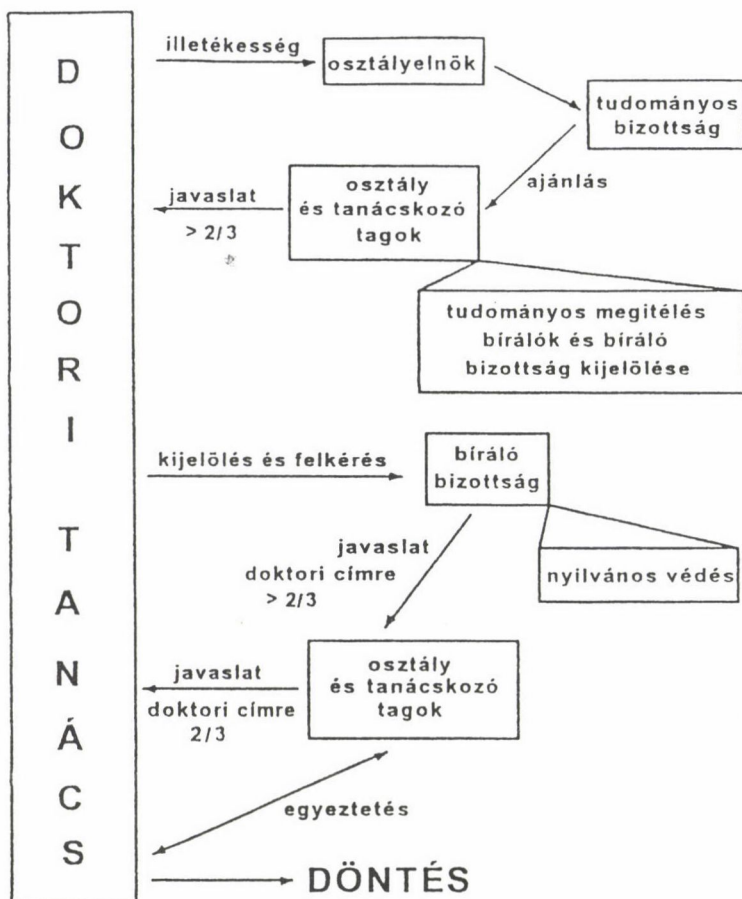 DOKTORI TANÁCS
illetékesség
osztályelnök
tudományos
bizottság
ajánlás
osztály
és tanácskozó
tagok
javaslat
> 2/3
tudományos megitélés
bírálók és bíráló
bizottság kijelölése
kijelölés és felkérés
bíráló
bizottság
javaslat
doktori címre
> 2/3
nyilvános védés
osztály
és tanácskozó
tagok
javaslat
doktori címre
2/3
egyeztetés
DÖNTÉS